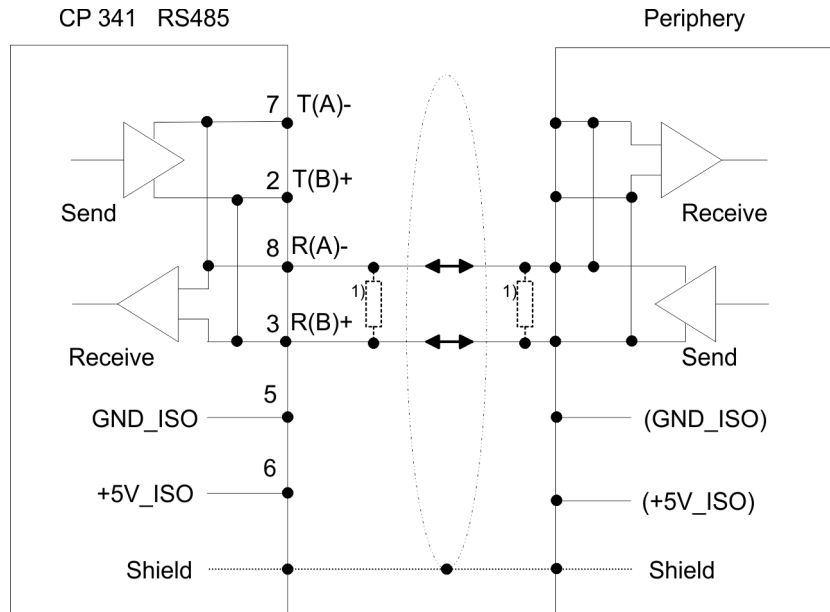 CP 341 RS485
Periphery
7 T(A)-
2 T(B)+
Send
Receive
8 R(A)-
1)
1)
3 R(B)+
Receive
Send
5
GND_ISO
(GND_ISO)
6
+5V_ISO
(+5V_ISO)
Shield
Shield